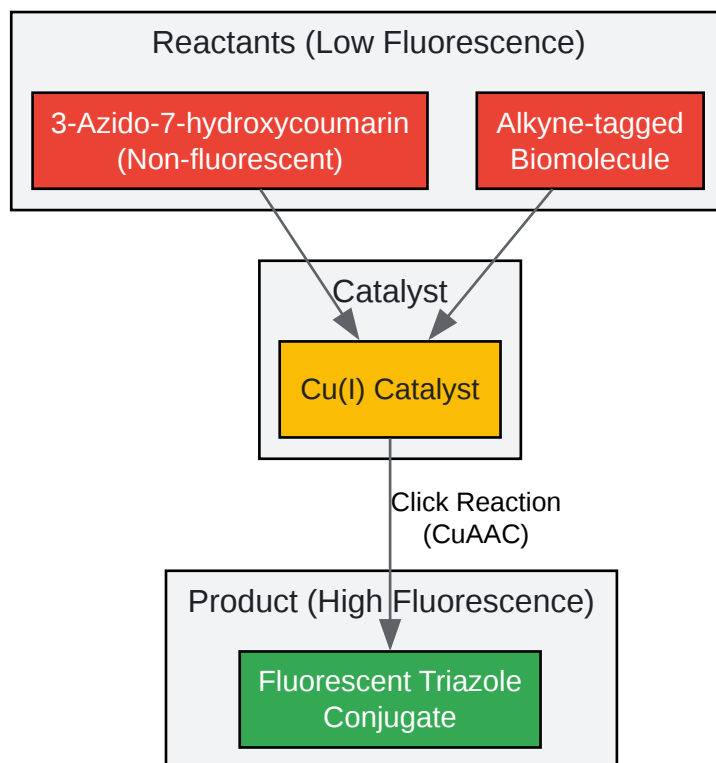 Reactants (Low Fluorescence)
3-Azido-7-hydroxycoumarin
(Non-fluorescent)
Alkyne-tagged
Biomolecule
Catalyst
Cu(I) Catalyst
Click Reaction
(CuAAC)
Product (High Fluorescence)
Fluorescent Triazole
Conjugate